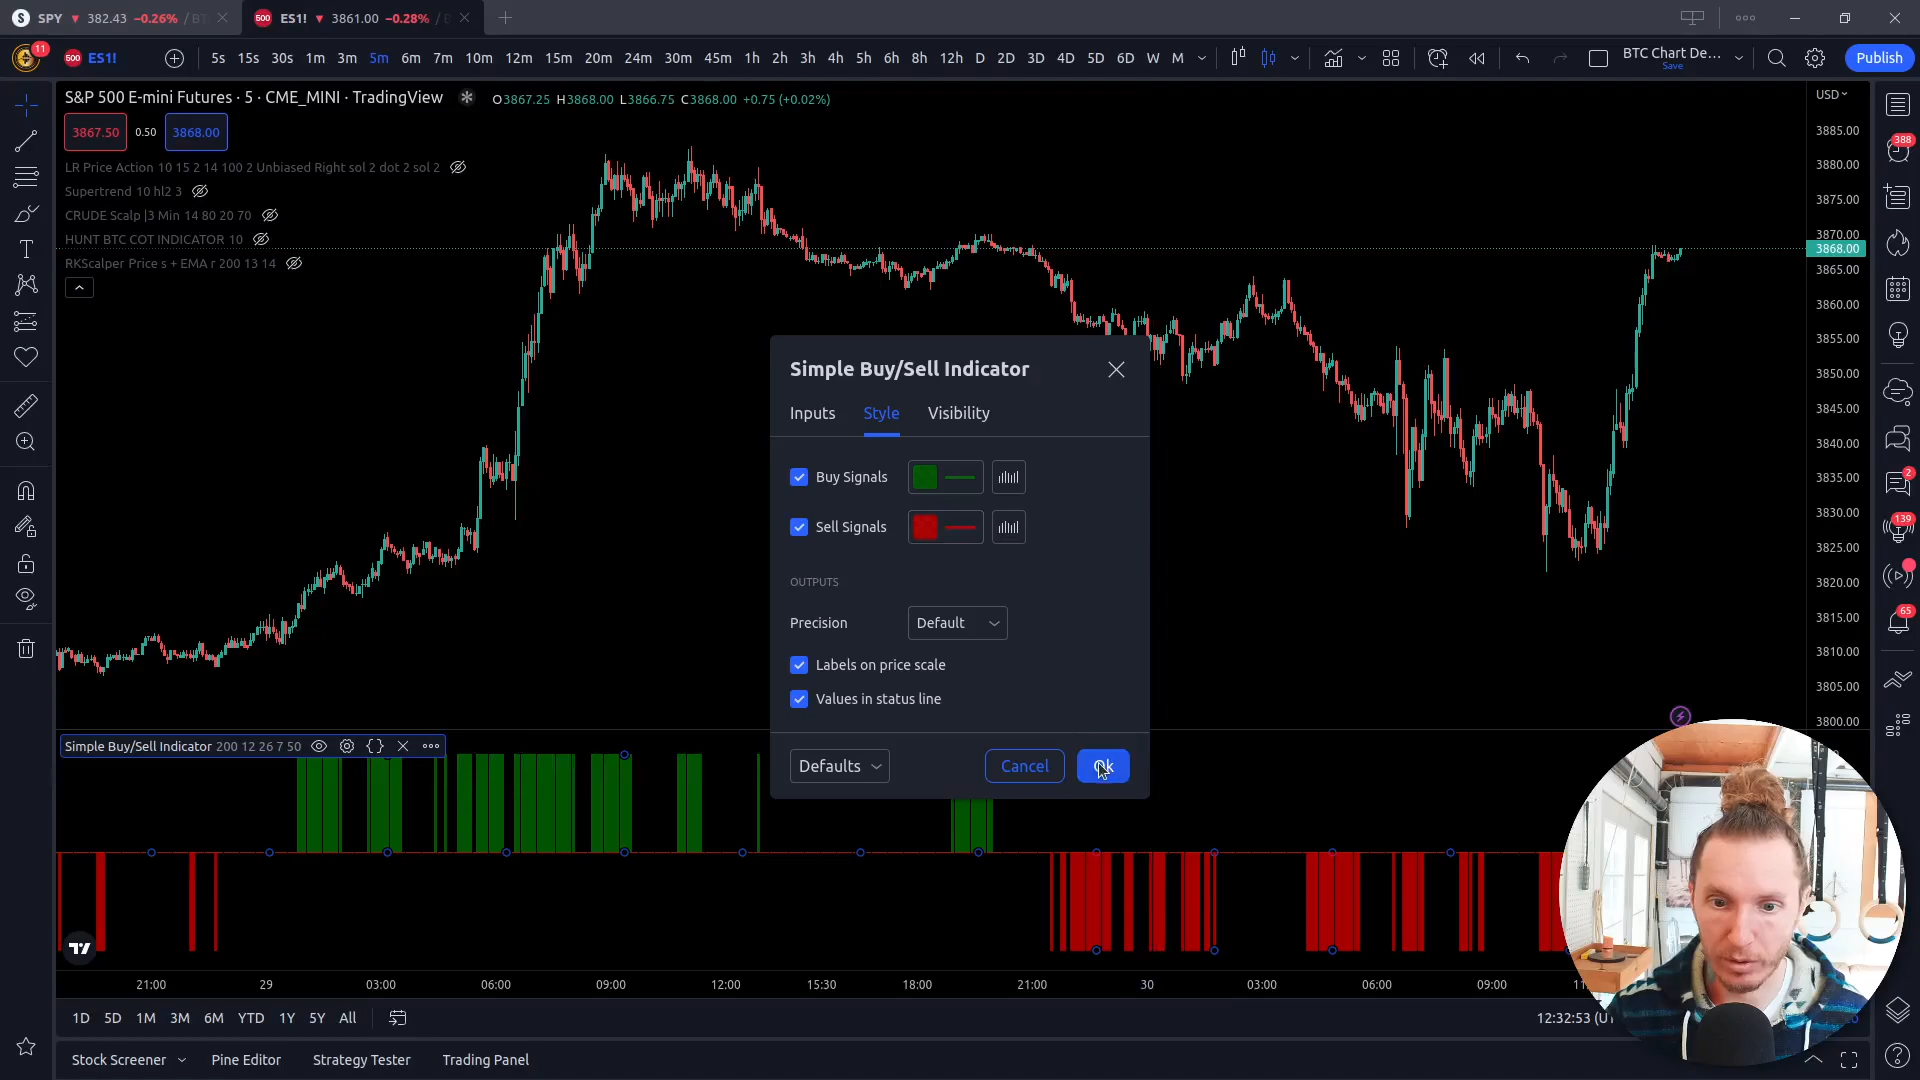 SPY ▼ 382.43 −0.26% / BT
500 ES1! ▼ 3861.00 −0.28% / B
11
500 ES1! 5s 15s 30s 1m 3m 5m 6m 7m 10m 12m 15m 20m 24m 30m 45m 1h 2h 3h 4h 5h 6h 8h 12h D 2D 3D 4D 5D 6D W M
BTC Chart De...
Save
Publish
S&P 500 E-mini Futures · 5 · CME_MINI · TradingView O3867.25 H3868.00 L3866.75 C3868.00 +0.75 (+0.02%)
3867.50 0.50 3868.00
LR Price Action 10 15 2 14 100 2 Unbiased Right sol 2 dot 2 sol 2
Supertrend 10 hl2 3
CRUDE Scalp |3 Min 14 80 20 70
HUNT BTC COT INDICATOR 10
RKScalper Price s + EMA r 200 13 14
USD
3885.00
3880.00
3875.00
3870.00
3868.00
3865.00
3860.00
3855.00
3850.00
3845.00
3840.00
3835.00
3830.00
3825.00
3820.00
3815.00
3810.00
3805.00
3800.00
388
2
139
65
Simple Buy/Sell Indicator
Inputs Style Visibility
Buy Signals
Sell Signals
OUTPUTS
Precision Default
Labels on price scale
Values in status line
Defaults Cancel Ok
Simple Buy/Sell Indicator 200 12 26 7 50
21:00 29 03:00 06:00 09:00 12:00 15:30 18:00 21:00 30 03:00 06:00 09:00
1D 5D 1M 3M 6M YTD 1Y 5Y All
12:32:53 (UT
Stock Screener Pine Editor Strategy Tester Trading Panel